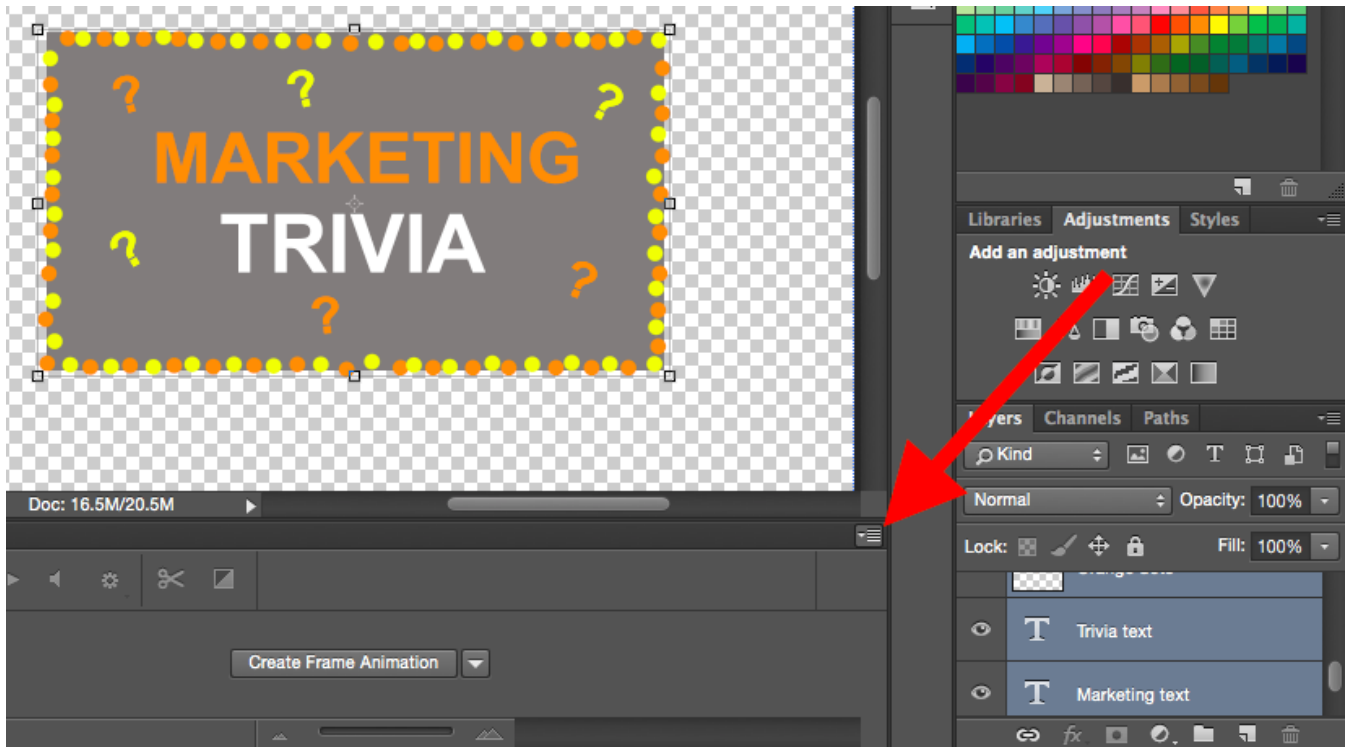 ? ? ?
MARKETING
TRIVIA
? ? ?
Doc: 16.5M/20.5M
Create Frame Animation
Libraries Adjustments Styles
Add an adjustment
Layers Channels Paths
Kind T
Normal Opacity: 100%
Lock: Fill: 100%
T Trivia text
T Marketing text
fx